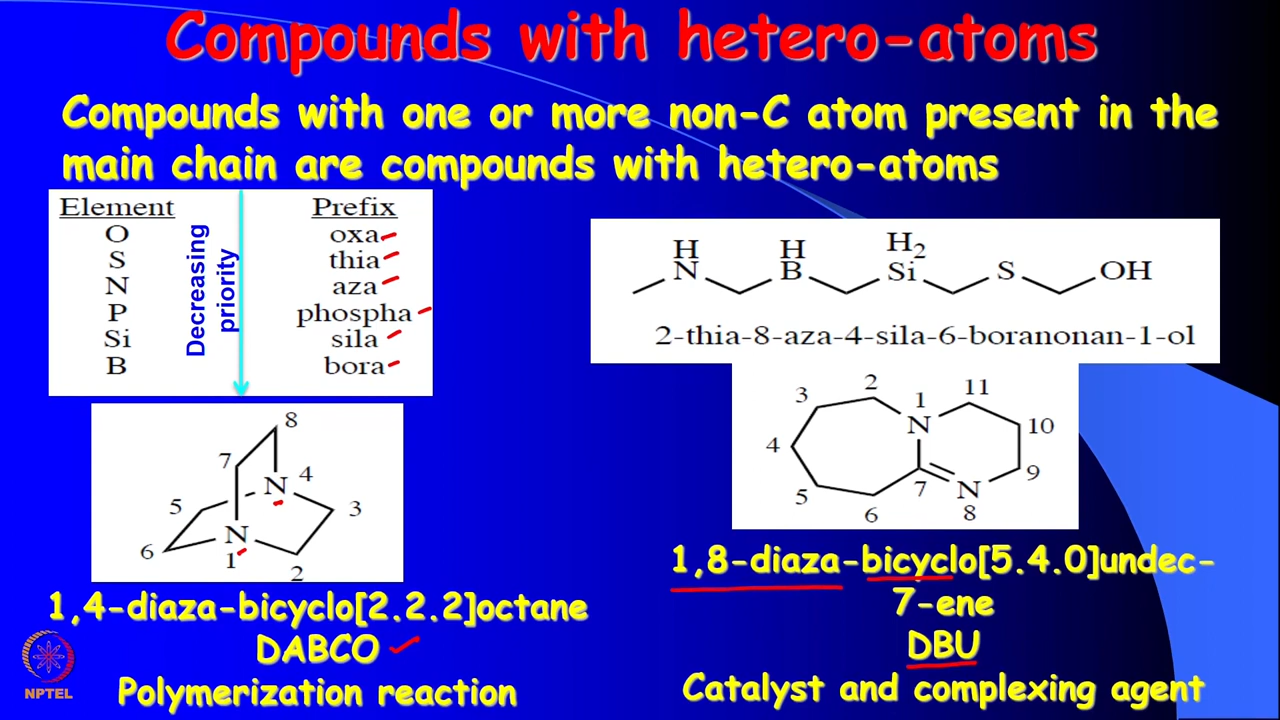 Compounds with hetero-atoms
Compounds with one or more non-C atom present in the
main chain are compounds with hetero-atoms
Element Prefix
O oxa
S thia
N aza
P phospha
Si sila
B bora
Decreasing
priority
H H H2
N B Si S OH
2-thia-8-aza-4-sila-6-boranonan-1-ol
8
7 4
N
5 3
N
6 1
2
1,4-diaza-bicyclo[2.2.2]octane
DABCO
Polymerization reaction
2 11
3 1
N 10
4
9
5 7 N
6 8
1,8-diaza-bicyclo[5.4.0]undec-
7-ene
DBU
Catalyst and complexing agent
NPTEL